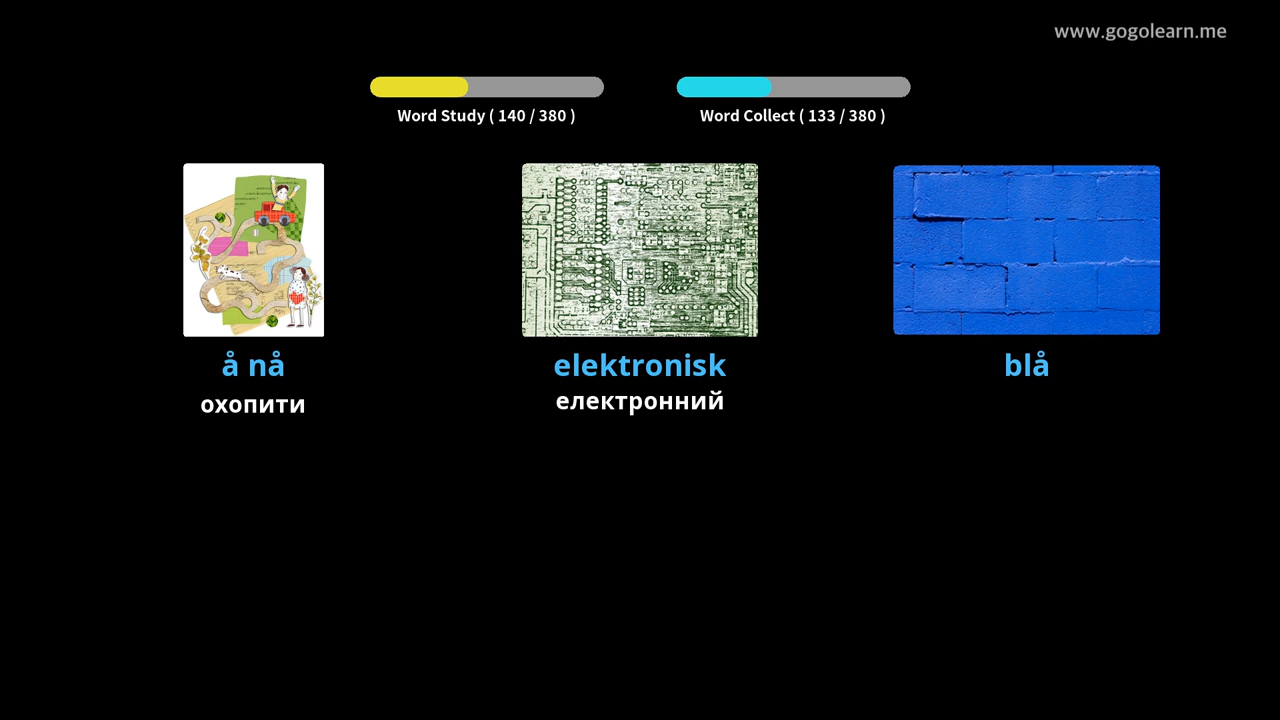 www.gogolearn.me
Word Study ( 140 / 380 )
Word Collect ( 133 / 380 )
å nå
elektronisk
blå
охопити
електронний